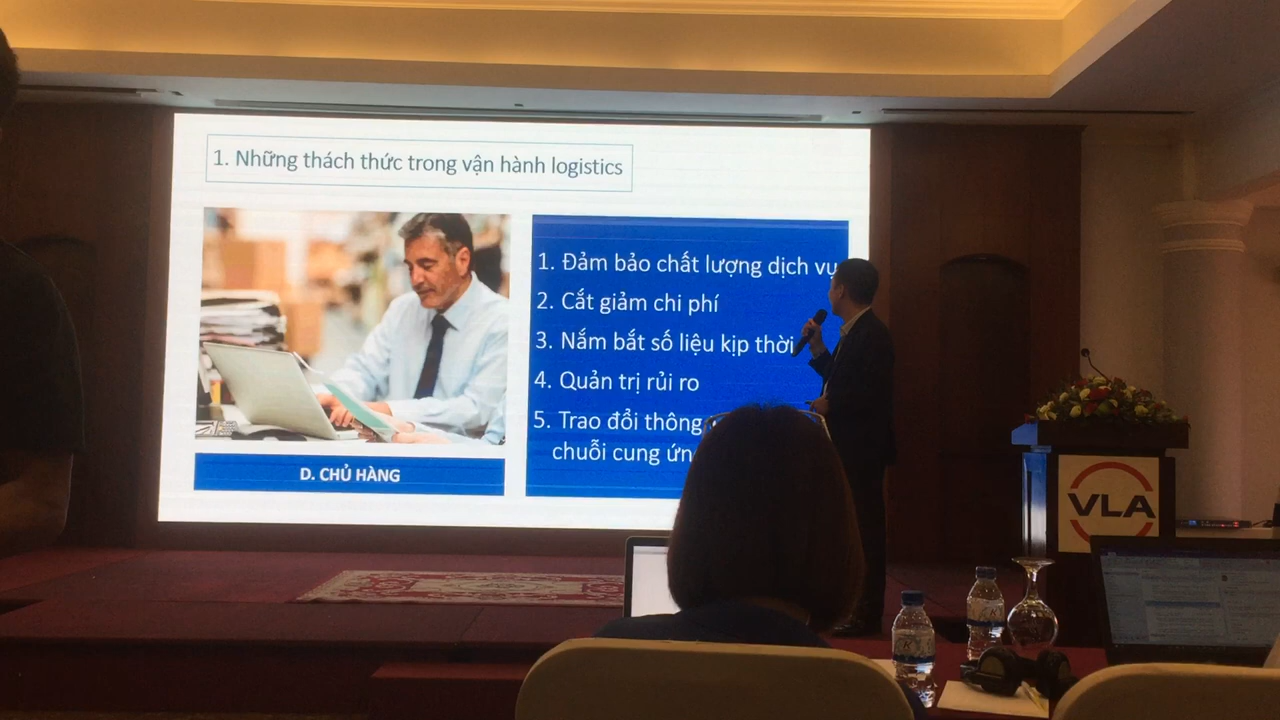 1. Những thách thức trong vận hành logistics
1. Đảm bảo chất lượng dịch vụ
2. Cắt giảm chi phí
3. Nắm bắt số liệu kịp thời
4. Quản trị rủi ro
5. Trao đổi thông
chuỗi cung
D. CHỦ HÀNG
VLA